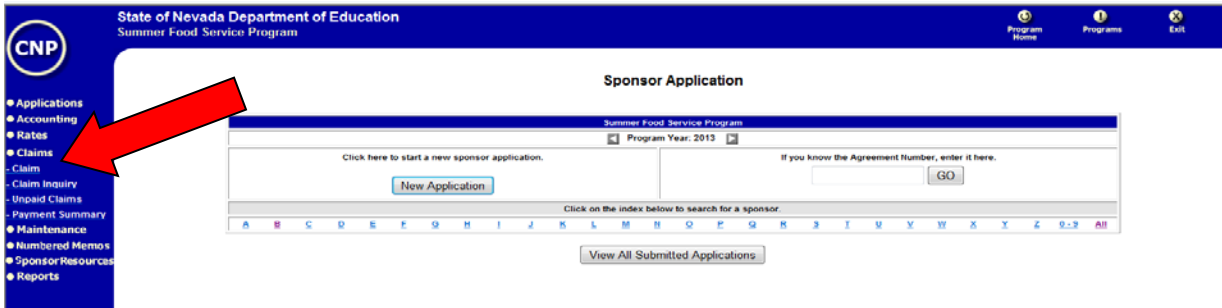 State of Nevada Department of Education
Summer Food Service Program
Program Home
Programs
Exit
CNP
Applications
Accounting
Rates
Claims
- Claim
- Claim Inquiry
- Unpaid Claims
- Payment Summary
Maintenance
Numbered Memos
SponsorResources
Reports
Sponsor Application
Summer Food Service Program
Program Year: 2013
Click here to start a new sponsor application.
New Application
If you know the Agreement Number, enter it here.
GO
Click on the index below to search for a sponsor.
A B C D E F G H I J K L M N O P Q R S T U V W X Y Z 0 - 9 All
View All Submitted Applications